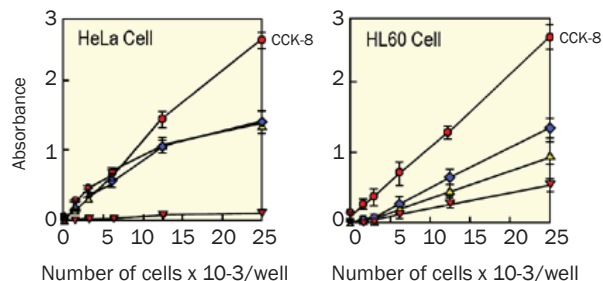 3
3
HeLa Cell
CCK-8
HL60 Cell
CCK-8
2
2
Absorbance
1
1
0
0
0 5 10 15 20 25
0 5 10 15 20 25
Number of cells x 10-3/well
Number of cells x 10-3/well